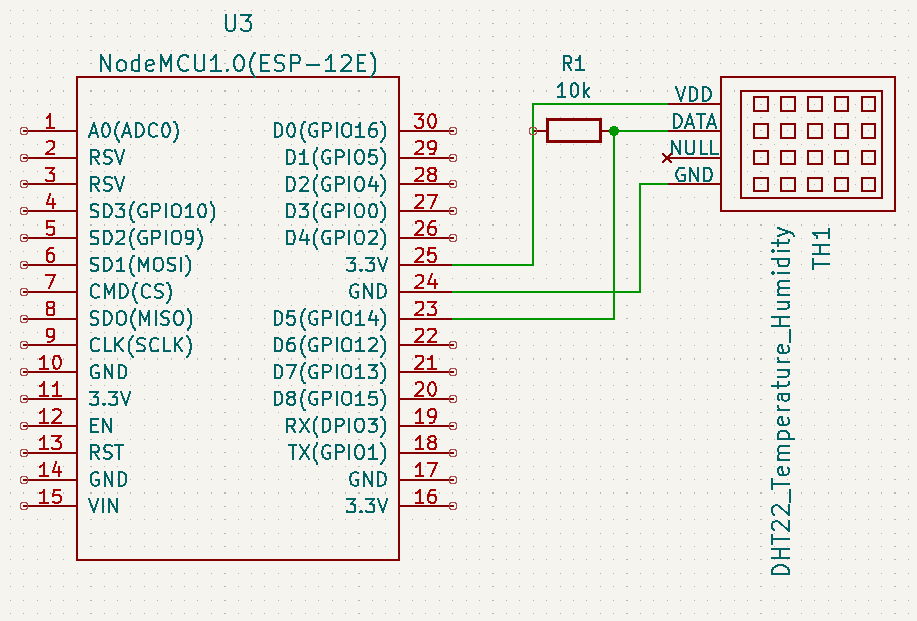 U3
NodeMCU1.0(ESP-12E)
1 A0(ADC0) D0(GPIO16) 30
2 RSV D1(GPIO5) 29
3 RSV D2(GPIO4) 28
4 SD3(GPIO10) D3(GPIO0) 27
5 SD2(GPIO9) D4(GPIO2) 26
6 SD1(MOSI) 3.3V 25
7 CMD(CS) GND 24
8 SDO(MISO) D5(GPIO14) 23
9 CLK(SCLK) D6(GPIO12) 22
10 GND D7(GPIO13) 21
11 3.3V D8(GPIO15) 20
12 EN RX(DPIO3) 19
13 RST TX(GPIO1) 18
14 GND GND 17
15 VIN 3.3V 16
R1
10k
VDD
DATA
NULL
GND
DHT22_Temperature_Humidity
TH1